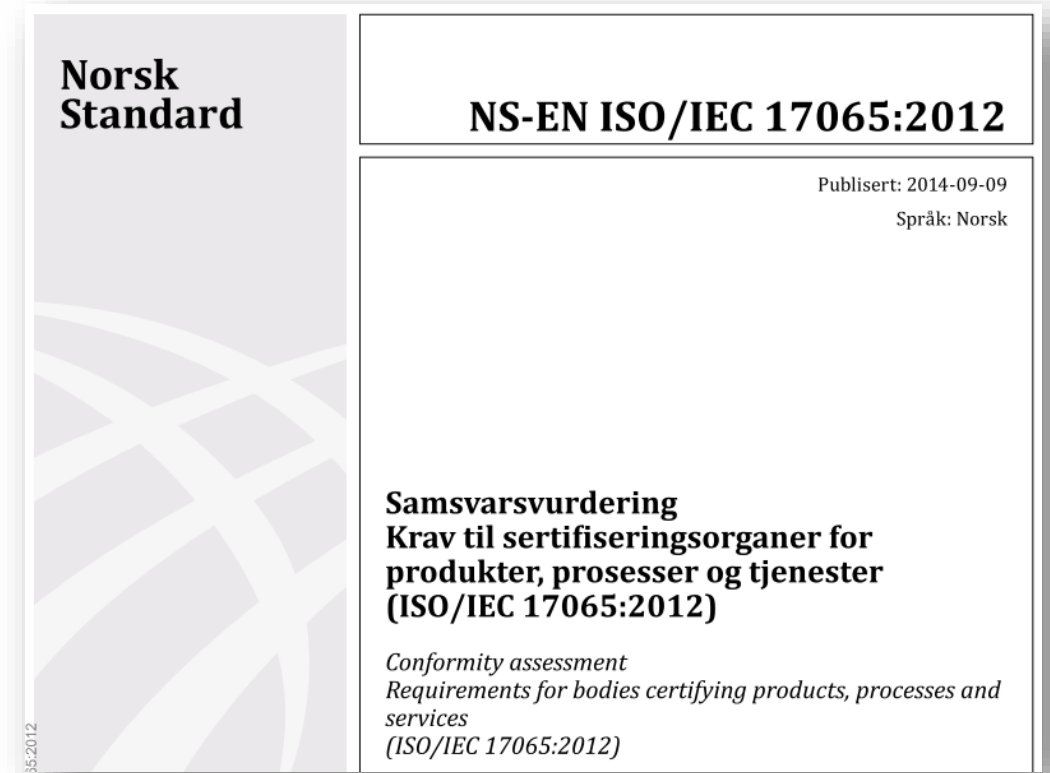 Norsk
Standard
NS-EN ISO/IEC 17065:2012
Publisert: 2014-09-09
Språk: Norsk
Samsvarsvurdering
Krav til sertifiseringsorganer for
produkter, prosesser og tjenester
(ISO/IEC 17065:2012)
Conformity assessment
Requirements for bodies certifying products, processes and
services
(ISO/IEC 17065:2012)
65:2012